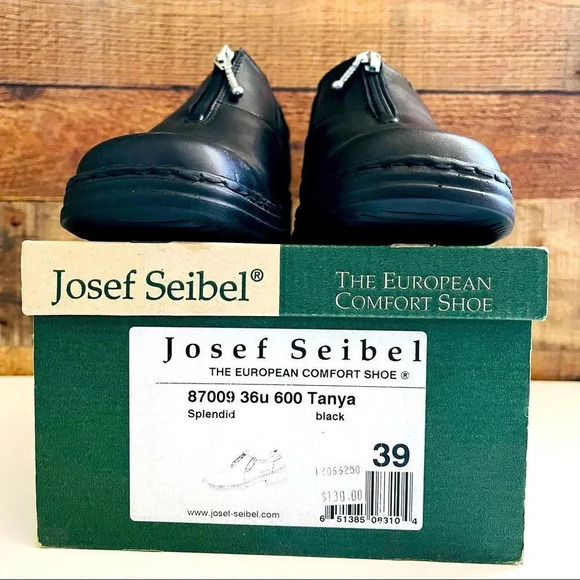 Josef Seibel®
THE EUROPEAN
COMFORT SHOE
Josef Seibel
THE EUROPEAN COMFORT SHOE ®
87009 36u 600 Tanya
Splendid black
39
12066250
$130.00
www.josef-seibel.com
6 51385 08310 4